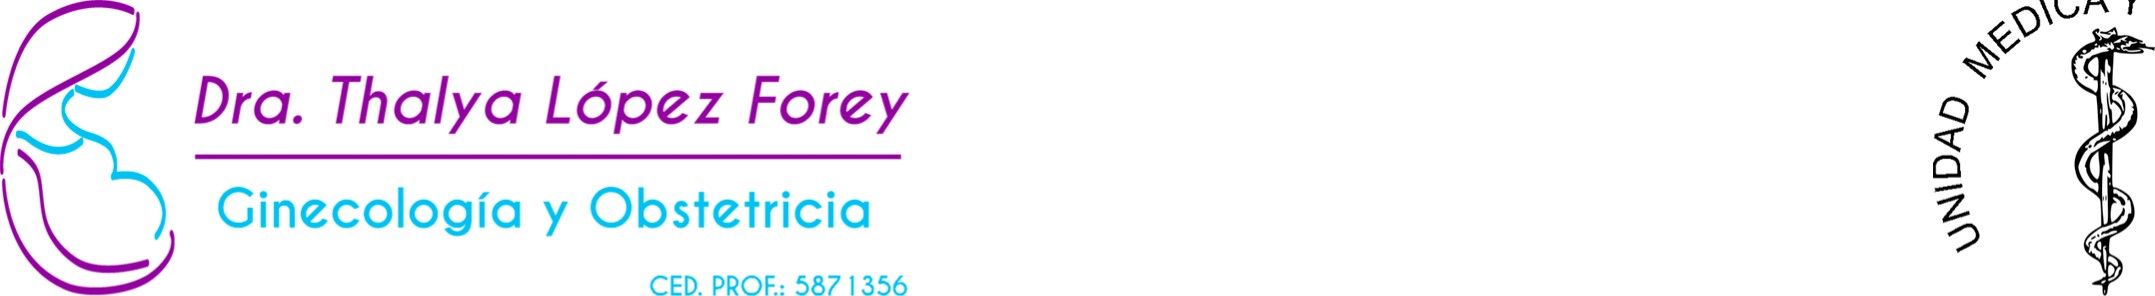 Dra. Thalya López Forey
Ginecología y Obstetricia
CED. PROF.: 5871356
UNIDAD MEDICA Y